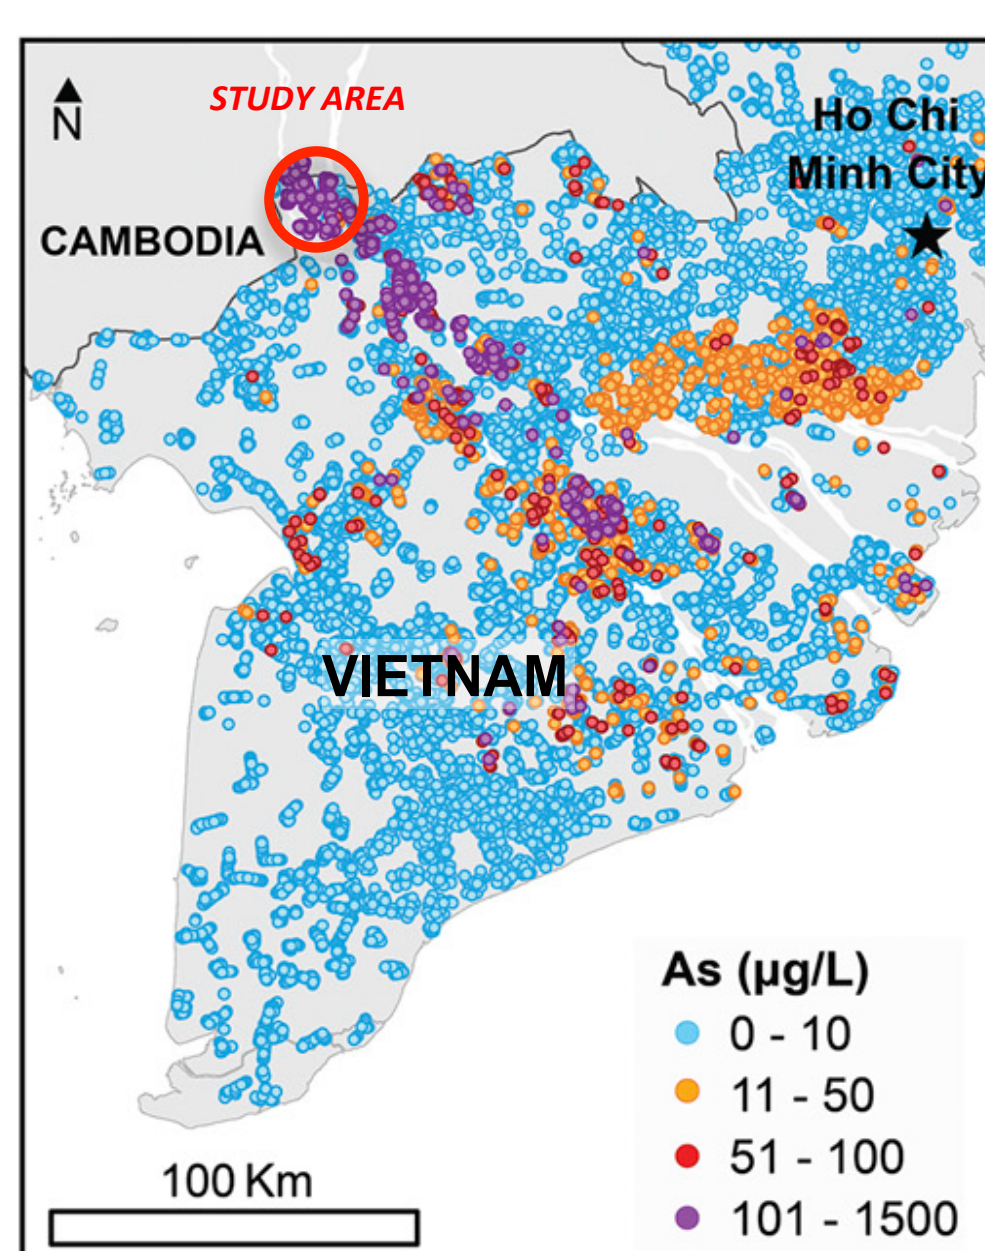 STUDY AREA
N
Ho Chi
Minh City
CAMBODIA
VIETNAM
As (µg/L)
0 - 10
11 - 50
51 - 100
101 - 1500
100 Km